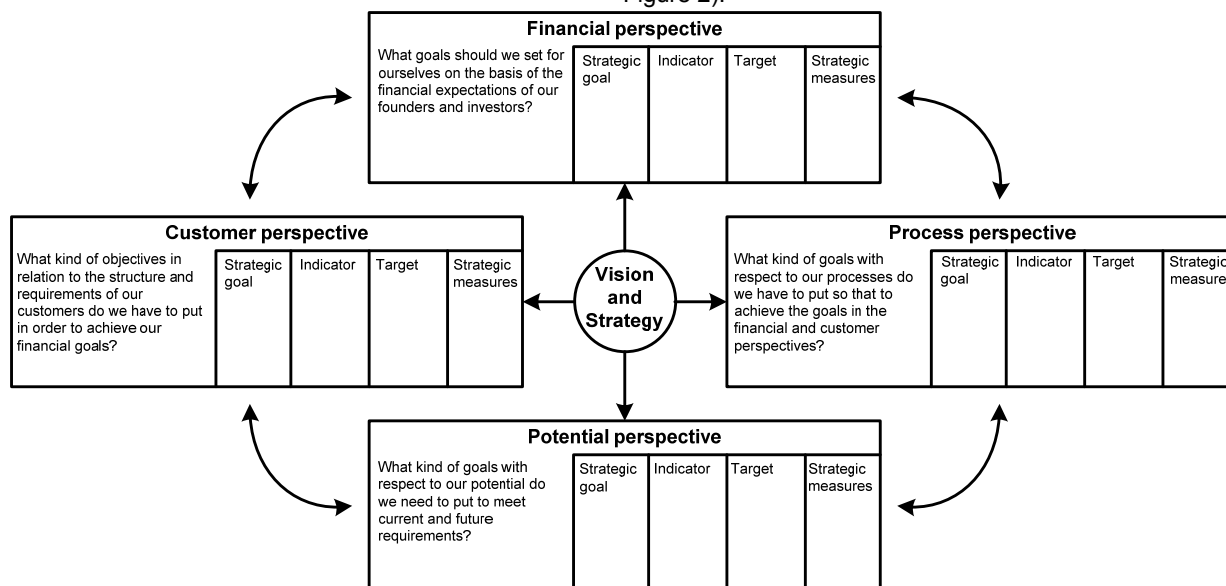 Figure 2).
Financial perspective
What goals should we set for
ourselves on the basis of the
financial expectations of our
founders and investors?
Strategic
goal
Indicator
Target
Strategic
measures
Customer perspective
What kind of objectives in
relation to the structure and
requirements of our
customers do we have to put
in order to achieve our
financial goals?
Strategic
goal
Indicator
Target
Strategic
measures
Vision
and
Strategy
Process perspective
What kind of goals with
respect to our processes do
we have to put so that to
achieve the goals in the
financial and customer
perspectives?
Strategic
goal
Indicator
Target
Strategic
measure
Potential perspective
What kind of goals with
respect to our potential do
we need to put to meet
current and future
requirements?
Strategic
goal
Indicator
Target
Strategic
measures